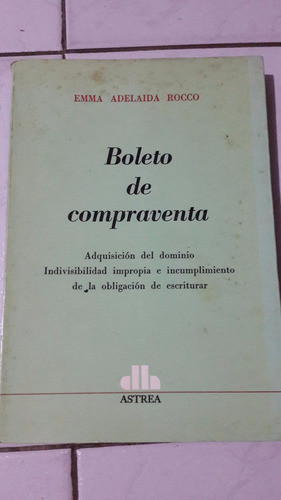 EMMA ADELAIDA ROCCO
Boleto
de
compraventa
Adquisición del dominio
Indivisibilidad impropia e incumplimiento
de la obligación de escriturar
ASTREA